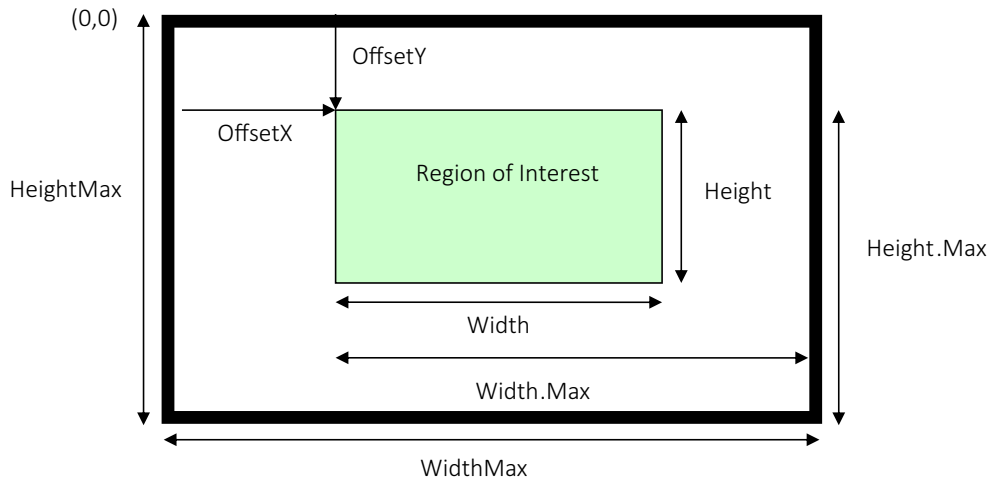 (0,0)
OffsetY
OffsetX
Region of Interest
HeightMax
Height
Height.Max
Width
Width.Max
WidthMax